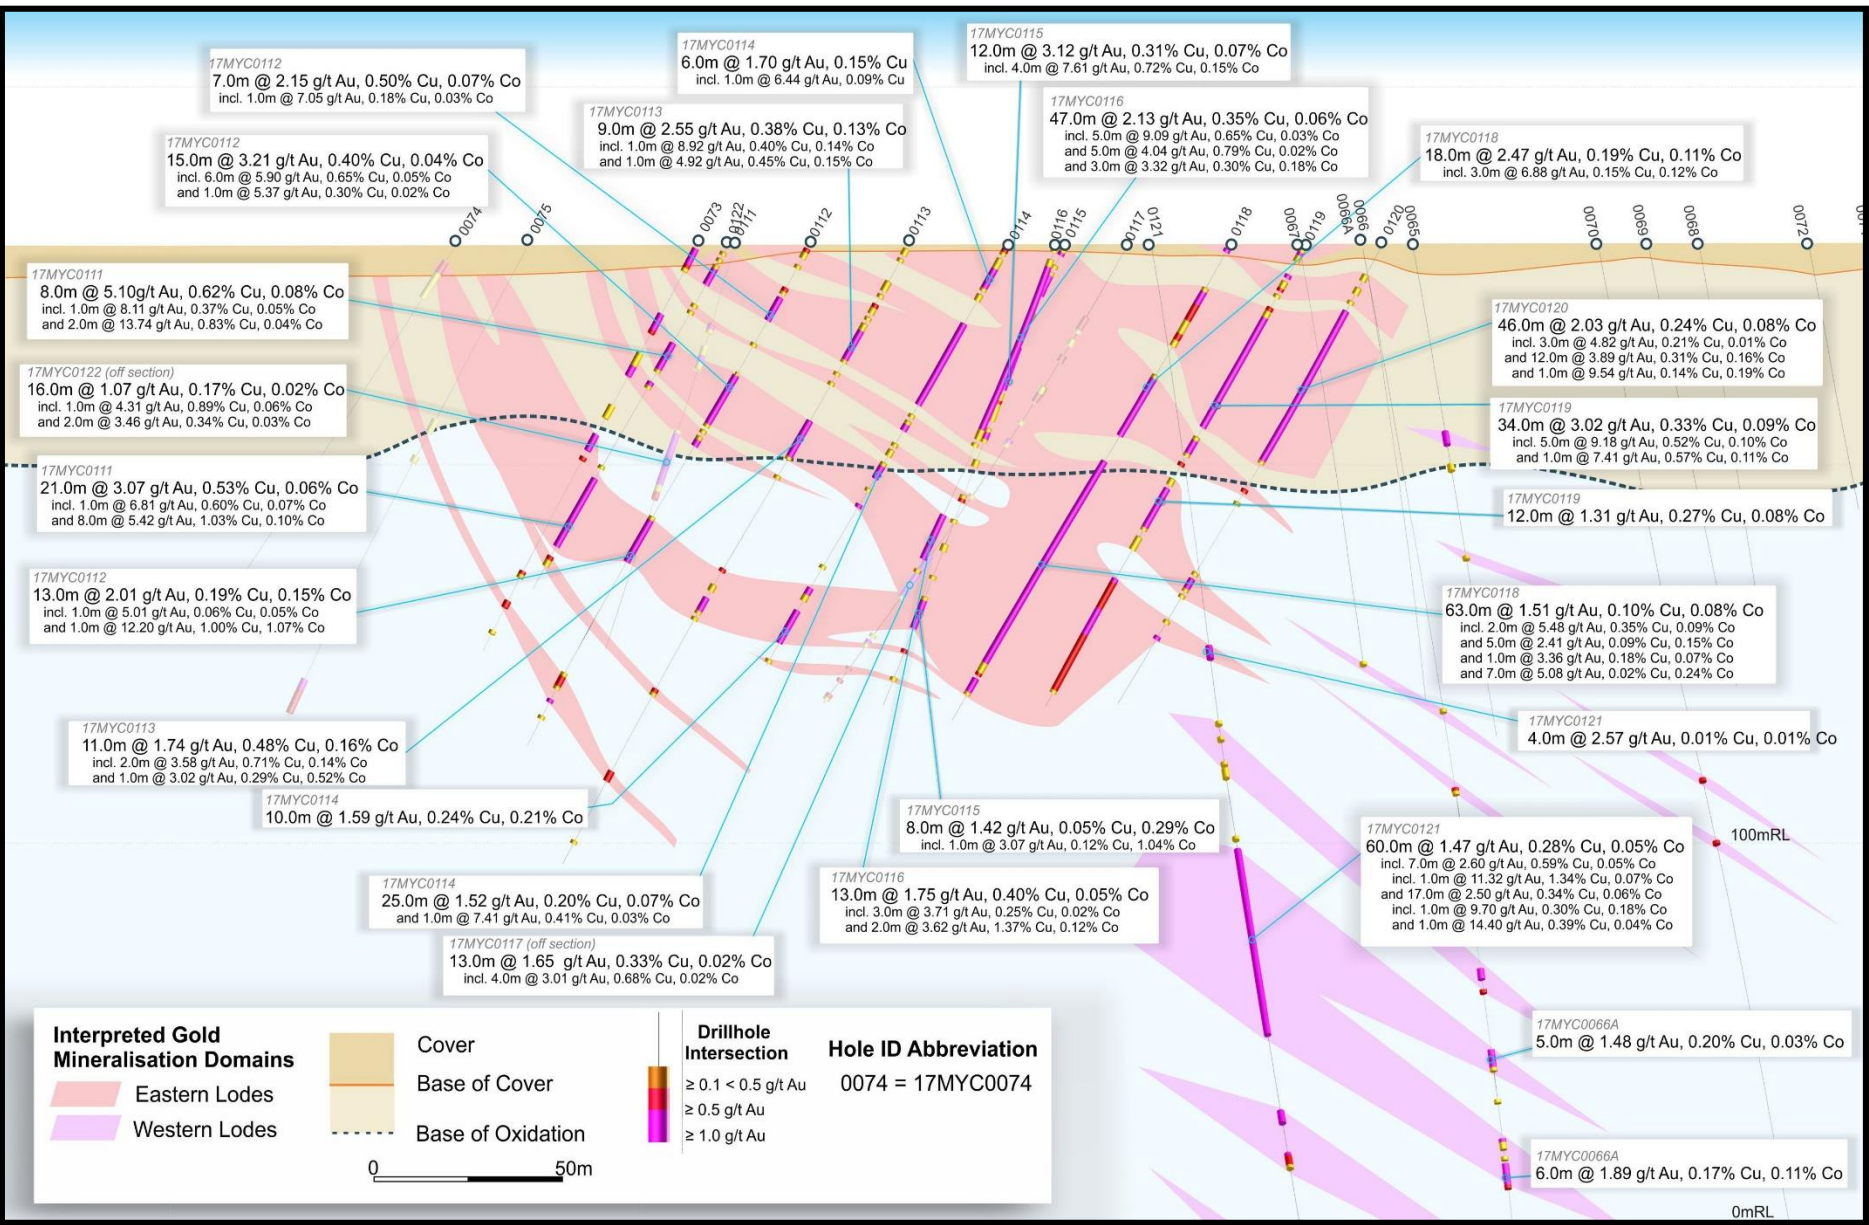 17MYC0112
7.0m @ 2.15 g/t Au, 0.50% Cu, 0.07% Co
incl. 1.0m @ 7.05 g/t Au, 0.18% Cu, 0.03% Co
17MYC0114
6.0m @ 1.70 g/t Au, 0.15% Cu
incl. 1.0m @ 6.44 g/t Au, 0.09% Cu
17MYC0115
12.0m @ 3.12 g/t Au, 0.31% Cu, 0.07% Co
incl. 4.0m @ 7.61 g/t Au, 0.72% Cu, 0.15% Co
17MYC0112
15.0m @ 3.21 g/t Au, 0.40% Cu, 0.04% Co
incl. 6.0m @ 5.90 g/t Au, 0.65% Cu, 0.05% Co
and 1.0m @ 5.37 g/t Au, 0.30% Cu, 0.02% Co
17MYC0113
9.0m @ 2.55 g/t Au, 0.38% Cu, 0.13% Co
incl. 1.0m @ 8.92 g/t Au, 0.40% Cu, 0.14% Co
and 1.0m @ 4.92 g/t Au, 0.45% Cu, 0.15% Co
17MYC0116
47.0m @ 2.13 g/t Au, 0.35% Cu, 0.06% Co
incl. 5.0m @ 9.09 g/t Au, 0.65% Cu, 0.03% Co
and 5.0m @ 4.04 g/t Au, 0.79% Cu, 0.02% Co
and 3.0m @ 3.32 g/t Au, 0.30% Cu, 0.18% Co
17MYC0118
18.0m @ 2.47 g/t Au, 0.19% Cu, 0.11% Co
incl. 3.0m @ 6.88 g/t Au, 0.15% Cu, 0.12% Co
0074
0075
0073
0122
0111
0112
0113
0114
0116
0115
0117
0121
0118
0067
0119
0066A
0066
0120
0065
0070
0069
0068
0072
17MYC0111
8.0m @ 5.10g/t Au, 0.62% Cu, 0.08% Co
incl. 1.0m @ 8.11 g/t Au, 0.37% Cu, 0.05% Co
and 2.0m @ 13.74 g/t Au, 0.83% Cu, 0.04% Co
17MYC0122 (off section)
16.0m @ 1.07 g/t Au, 0.17% Cu, 0.02% Co
incl. 1.0m @ 4.31 g/t Au, 0.89% Cu, 0.06% Co
and 2.0m @ 3.46 g/t Au, 0.34% Cu, 0.03% Co
17MYC0111
21.0m @ 3.07 g/t Au, 0.53% Cu, 0.06% Co
incl. 1.0m @ 6.81 g/t Au, 0.60% Cu, 0.07% Co
and 8.0m @ 5.42 g/t Au, 1.03% Cu, 0.10% Co
17MYC0112
13.0m @ 2.01 g/t Au, 0.19% Cu, 0.15% Co
incl. 1.0m @ 5.01 g/t Au, 0.06% Cu, 0.05% Co
and 1.0m @ 12.20 g/t Au, 1.00% Cu, 1.07% Co
17MYC0113
11.0m @ 1.74 g/t Au, 0.48% Cu, 0.16% Co
incl. 2.0m @ 3.58 g/t Au, 0.71% Cu, 0.14% Co
and 1.0m @ 3.02 g/t Au, 0.29% Cu, 0.52% Co
17MYC0114
10.0m @ 1.59 g/t Au, 0.24% Cu, 0.21% Co
17MYC0114
25.0m @ 1.52 g/t Au, 0.20% Cu, 0.07% Co
and 1.0m @ 7.41 g/t Au, 0.41% Cu, 0.03% Co
17MYC0117 (off section)
13.0m @ 1.65 g/t Au, 0.33% Cu, 0.02% Co
incl. 4.0m @ 3.01 g/t Au, 0.68% Cu, 0.02% Co
17MYC0115
8.0m @ 1.42 g/t Au, 0.05% Cu, 0.29% Co
incl. 1.0m @ 3.07 g/t Au, 0.12% Cu, 1.04% Co
17MYC0116
13.0m @ 1.75 g/t Au, 0.40% Cu, 0.05% Co
incl. 3.0m @ 3.71 g/t Au, 0.25% Cu, 0.02% Co
and 2.0m @ 3.62 g/t Au, 1.37% Cu, 0.12% Co
17MYC0120
46.0m @ 2.03 g/t Au, 0.24% Cu, 0.08% Co
incl. 3.0m @ 4.82 g/t Au, 0.21% Cu, 0.01% Co
and 12.0m @ 3.89 g/t Au, 0.31% Cu, 0.16% Co
and 1.0m @ 9.54 g/t Au, 0.14% Cu, 0.19% Co
17MYC0119
34.0m @ 3.02 g/t Au, 0.33% Cu, 0.09% Co
incl. 5.0m @ 9.18 g/t Au, 0.52% Cu, 0.10% Co
and 1.0m @ 7.41 g/t Au, 0.57% Cu, 0.11% Co
17MYC0119
12.0m @ 1.31 g/t Au, 0.27% Cu, 0.08% Co
17MYC0118
63.0m @ 1.51 g/t Au, 0.10% Cu, 0.08% Co
incl. 2.0m @ 5.48 g/t Au, 0.35% Cu, 0.09% Co
and 5.0m @ 2.41 g/t Au, 0.09% Cu, 0.15% Co
and 1.0m @ 3.36 g/t Au, 0.18% Cu, 0.07% Co
and 7.0m @ 5.08 g/t Au, 0.02% Cu, 0.24% Co
17MYC0121
4.0m @ 2.57 g/t Au, 0.01% Cu, 0.01% Co
100mRL
17MYC0121
60.0m @ 1.47 g/t Au, 0.28% Cu, 0.05% Co
incl. 7.0m @ 2.60 g/t Au, 0.59% Cu, 0.05% Co
incl. 1.0m @ 11.32 g/t Au, 1.34% Cu, 0.07% Co
and 17.0m @ 2.50 g/t Au, 0.34% Cu, 0.06% Co
incl. 1.0m @ 9.70 g/t Au, 0.30% Cu, 0.18% Co
and 1.0m @ 14.40 g/t Au, 0.39% Cu, 0.04% Co
17MYC0066A
5.0m @ 1.48 g/t Au, 0.20% Cu, 0.03% Co
17MYC0066A
6.0m @ 1.89 g/t Au, 0.17% Cu, 0.11% Co
0mRL
Interpreted Gold
Mineralisation Domains
Eastern Lodes
Western Lodes
Cover
Base of Cover
Base of Oxidation
0 50m
Drillhole
Intersection
≥ 0.1 < 0.5 g/t Au
≥ 0.5 g/t Au
≥ 1.0 g/t Au
Hole ID Abbreviation
0074 = 17MYC0074